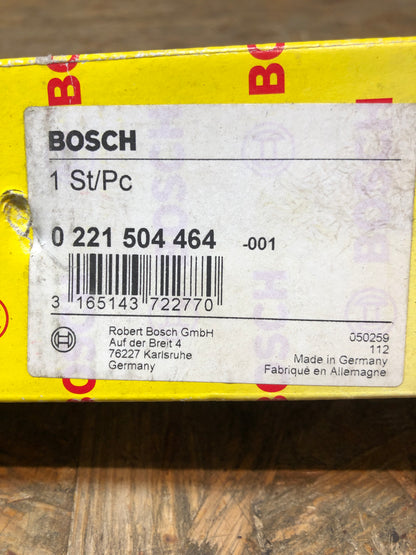 BOSCH
BOSCH
1 St/Pc
0 221 504 464 -001
3 165143 722770
Robert Bosch GmbH
Auf der Breit 4
76227 Karlsruhe
Germany
050259
112
Made in Germany
Fabriqué en Allemagne